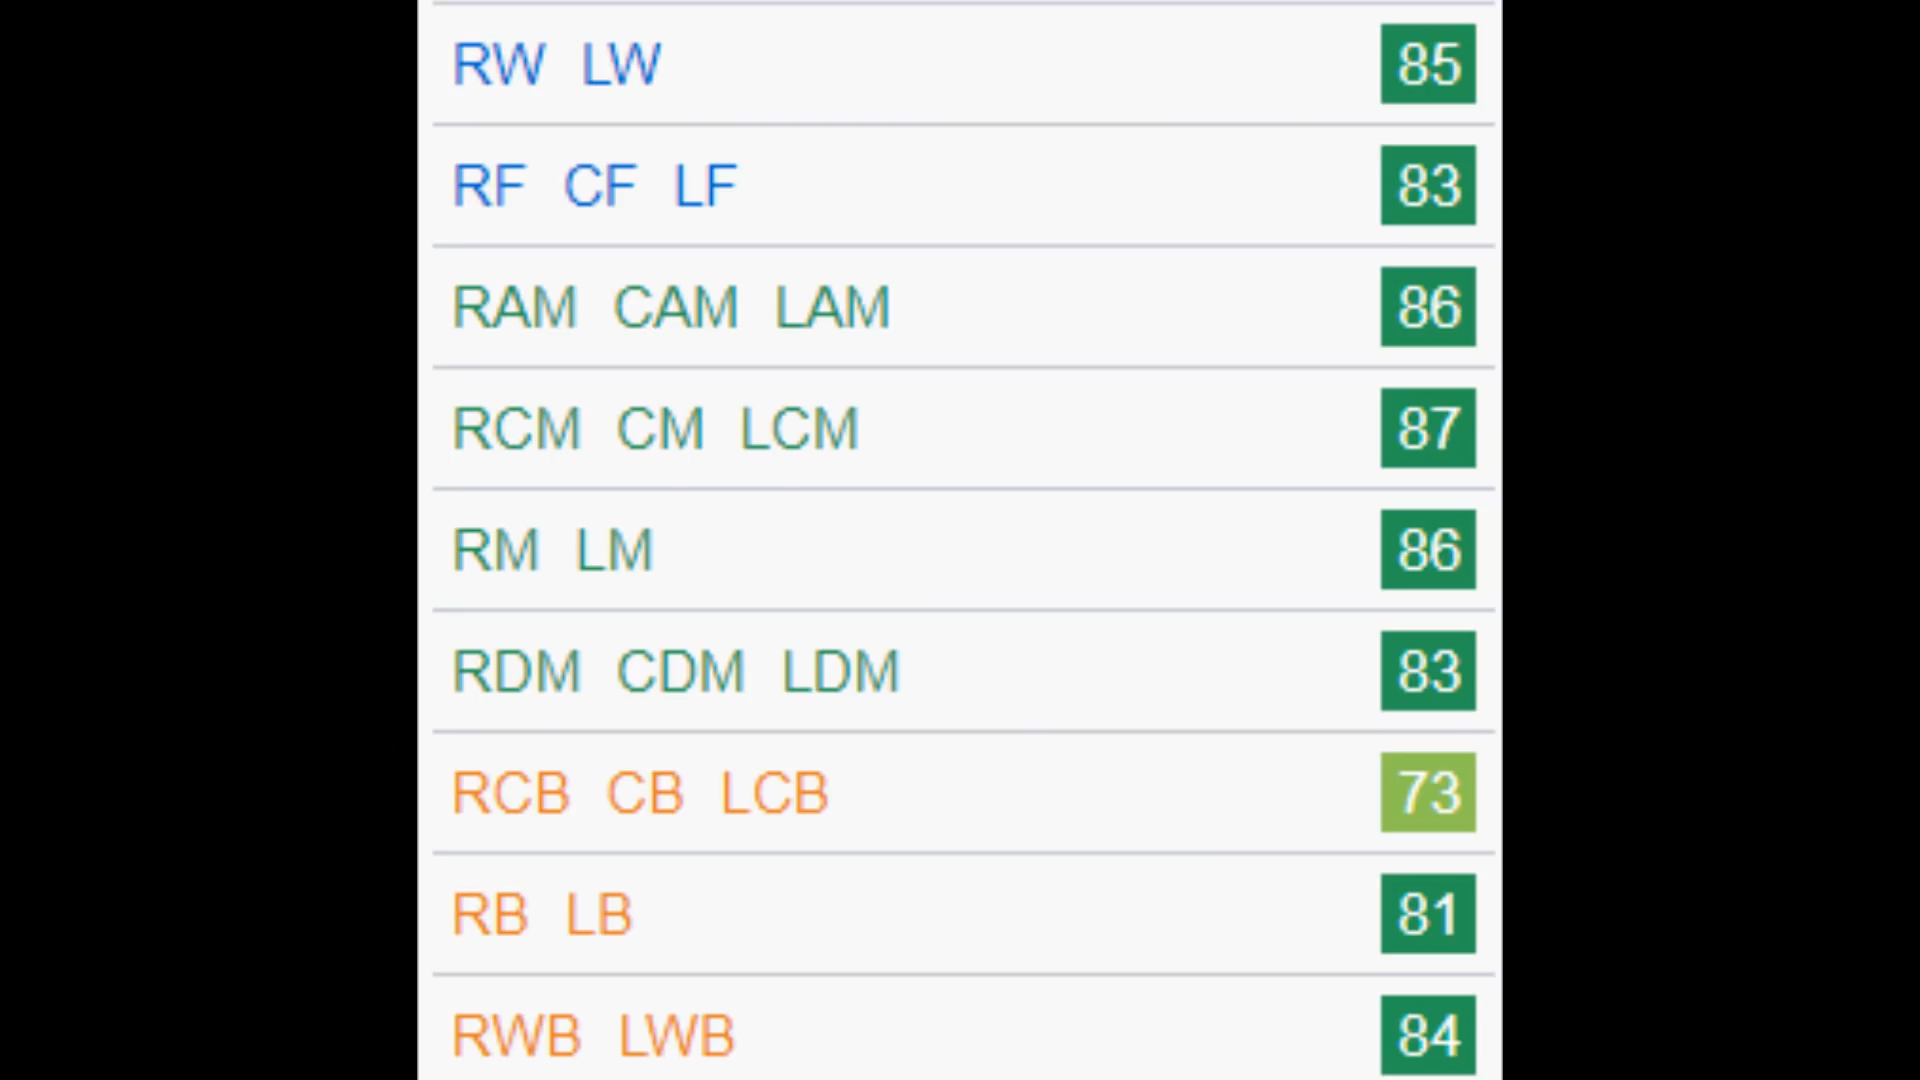 RW LW 85
RF CF LF 83
RAM CAM LAM 86
RCM CM LCM 87
RM LM 86
RDM CDM LDM 83
RCB CB LCB 73
RB LB 81
RWB LWB 84